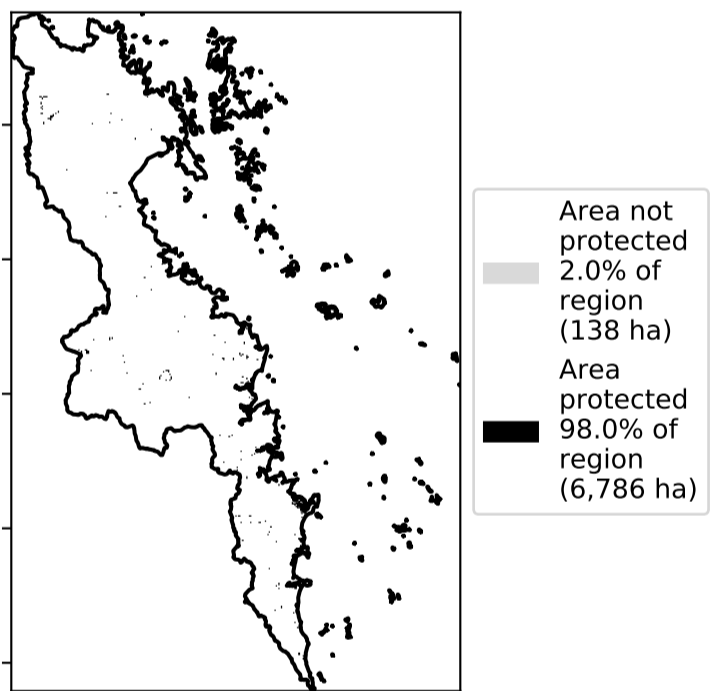 Area not
protected
2.0% of
region
(138 ha)
Area
protected
98.0% of
region
(6,786 ha)